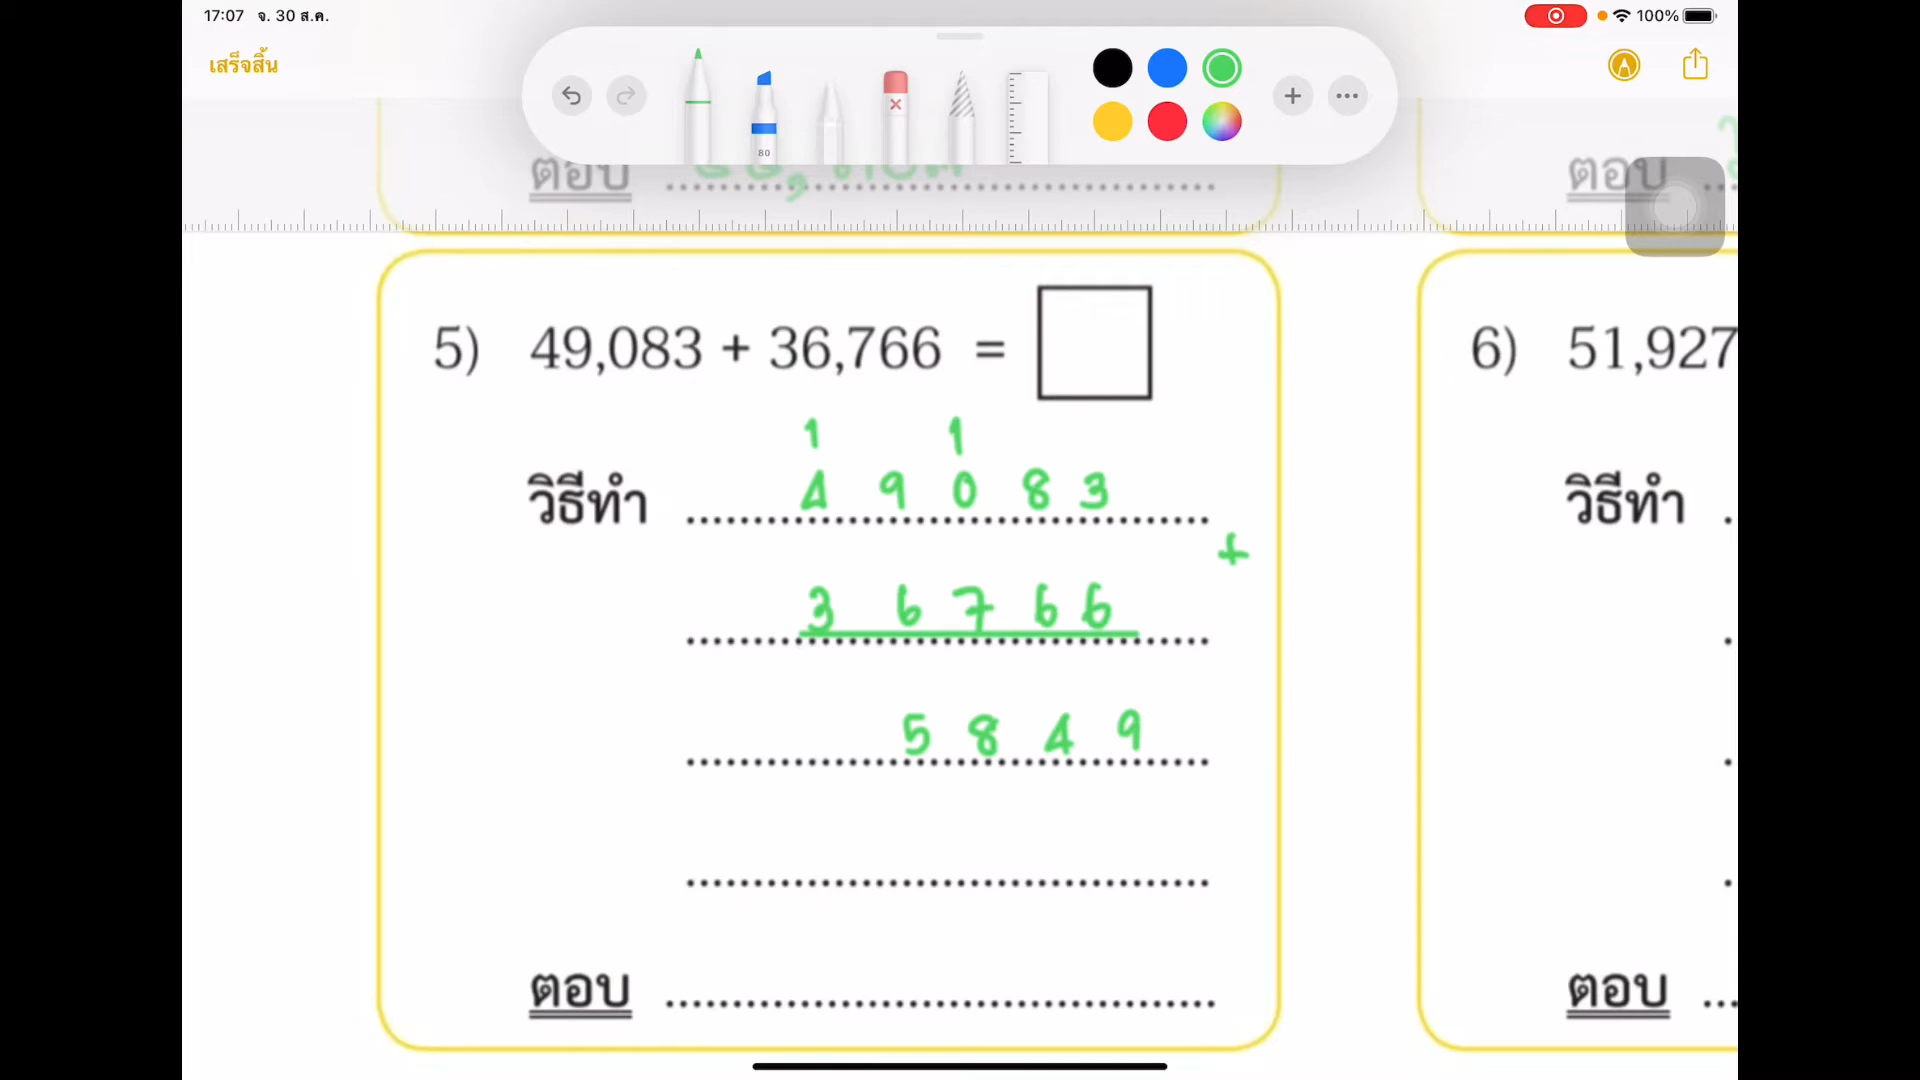 17:07 จ. 30 ส.ค.
100%
เสร็จสิ้น
80
ตอบ
ตอบ
5) 49,083 + 36,766 =
1 1
วิธีทำ 4 9 0 8 3
+
3 6 7 6 6
5 8 4 9
ตอบ
6) 51,927
วิธีทำ
ตอบ